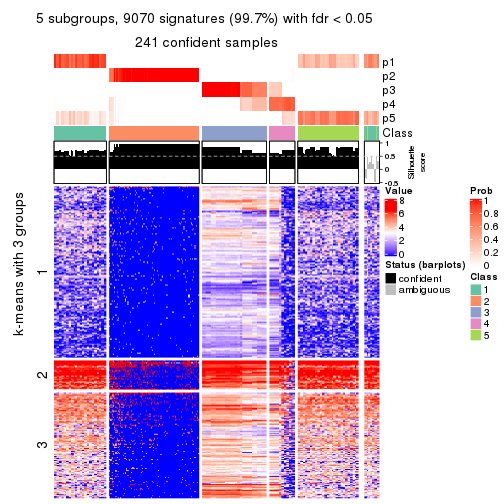 5 subgroups, 9070 signatures (99.7%) with fdr < 0.05
241 confident samples
p1
p2
p3
p4
p5
Class
1
0.5
0
-0.5
Silhouette
score
k-means with 3 groups
1
2
3
Value
8
6
4
2
0
Status (barplots)
confident
ambiguous
Prob
1
0.8
0.6
0.4
0.2
0
Class
1
2
3
4
5